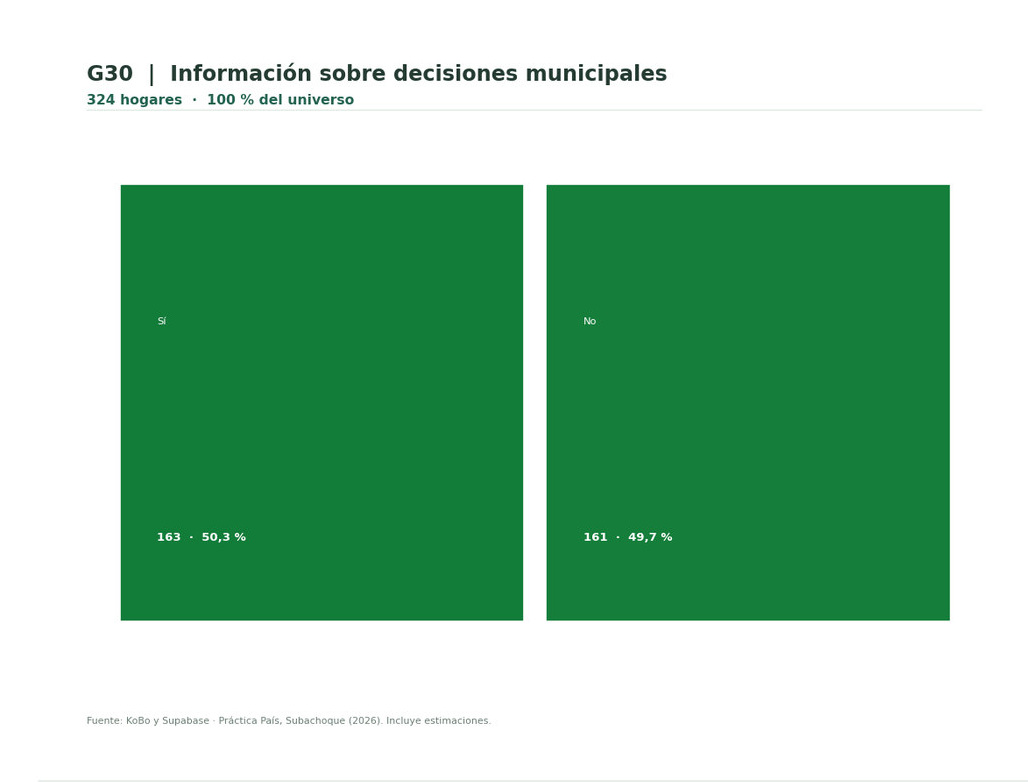 G30 | Información sobre decisiones municipales
324 hogares · 100 % del universo
Sí
No
163 · 50,3 %
161 · 49,7 %
Fuente: KoBo y Supabase · Práctica País, Subachoque (2026). Incluye estimaciones.